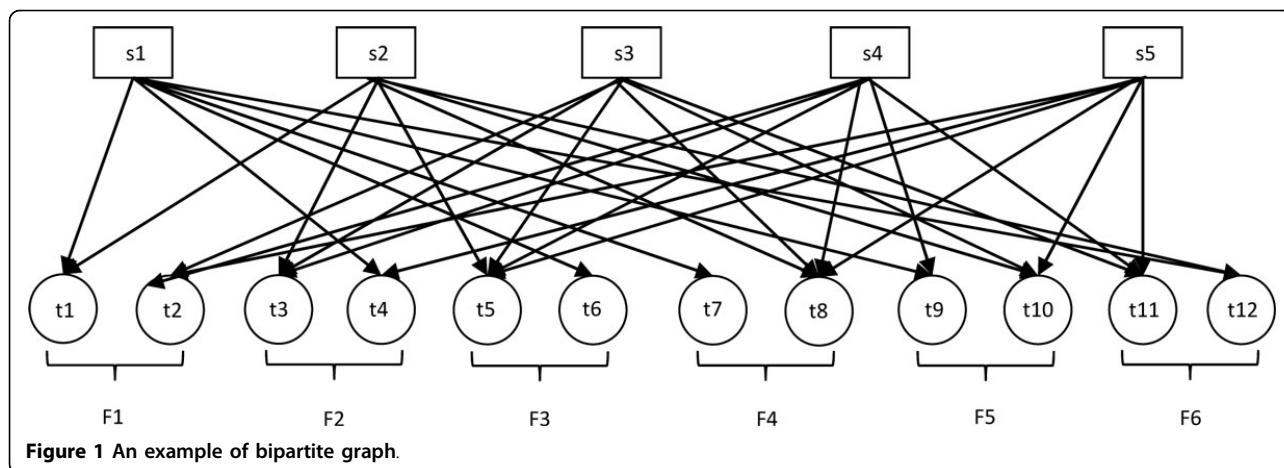 s1 s2 s3 s4 s5
t1 t2 t3 t4 t5 t6 t7 t8 t9 t10 t11 t12
F1 F2 F3 F4 F5 F6
Figure 1 An example of bipartite graph.